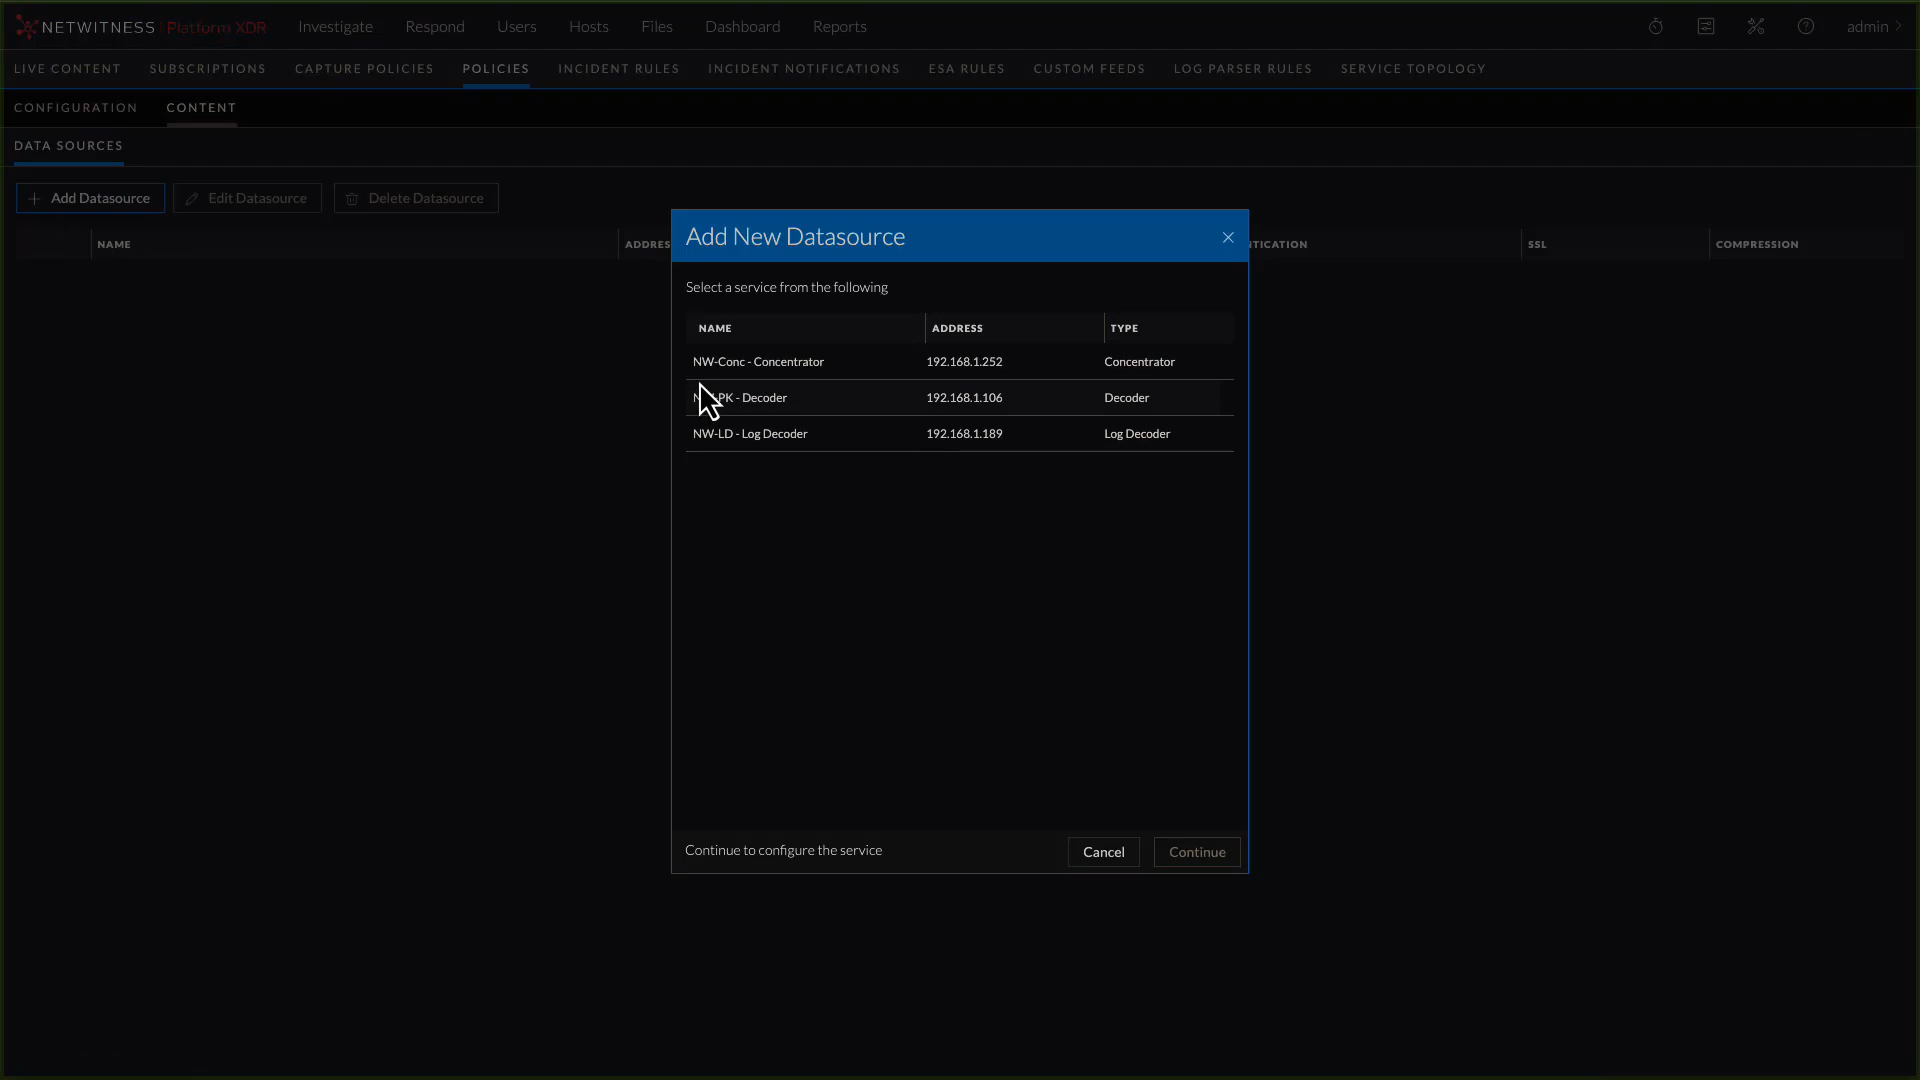 NETWITNESS Platform XDR Investigate Respond Users Hosts Files Dashboard Reports admin
LIVE CONTENT SUBSCRIPTIONS CAPTURE POLICIES POLICIES INCIDENT RULES INCIDENT NOTIFICATIONS ESA RULES CUSTOM FEEDS LOG PARSER RULES SERVICE TOPOLOGY
CONFIGURATION CONTENT
DATA SOURCES
Add Datasource Edit Datasource Delete Datasource
NAME ADDRES TICATION SSL COMPRESSION
Add New Datasource
Select a service from the following
NAME ADDRESS TYPE
NW-Conc - Concentrator 192.168.1.252 Concentrator
PK - Decoder 192.168.1.106 Decoder
NW-LD - Log Decoder 192.168.1.189 Log Decoder
Continue to configure the service Cancel Continue